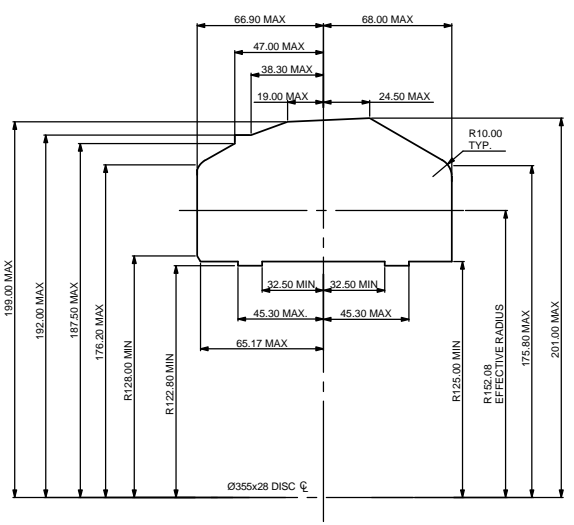 66.90 MAX
68.00 MAX
47.00 MAX
38.30 MAX
19.00 MAX
24.50 MAX
R10.00
TYP.
199.00 MAX
192.00 MAX
187.50 MAX
176.20 MAX
R128.00 MIN
R122.80 MIN
32.50 MIN
32.50 MIN
45.30 MAX.
45.30 MAX
65.17 MAX
R125.00 MIN
R152.08
EFFECTIVE RADIUS
175.80 MAX
201.00 MAX
Ø355x28 DISC ℄